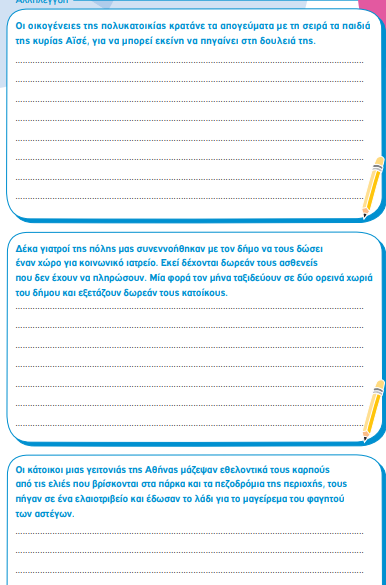 Αλληλεγγύη
Οι οικογένειες της πολυκατοικίας κρατάνε τα απογεύματα με τη σειρά τα παιδιά
της κυρίας Αϊσέ, για να μπορεί εκείνη να πηγαίνει στη δουλειά της.
Δέκα γιατροί της πόλης μας συνεννοήθηκαν με τον δήμο να τους δώσει
έναν χώρο για κοινωνικό ιατρείο. Εκεί δέχονται δωρεάν τους ασθενείς
που δεν έχουν να πληρώσουν. Μία φορά τον μήνα ταξιδεύουν σε δύο ορεινά χωριά
του δήμου και εξετάζουν δωρεάν τους κατοίκους.
Οι κάτοικοι μιας γειτονιάς της Αθήνας μάζεψαν εθελοντικά τους καρπούς
από τις ελιές που βρίσκονται στα πάρκα και τα πεζοδρόμια της περιοχής, τους
πήγαν σε ένα ελαιοτριβείο και έδωσαν το λάδι για το μαγείρεμα του φαγητού
των αστέγων.